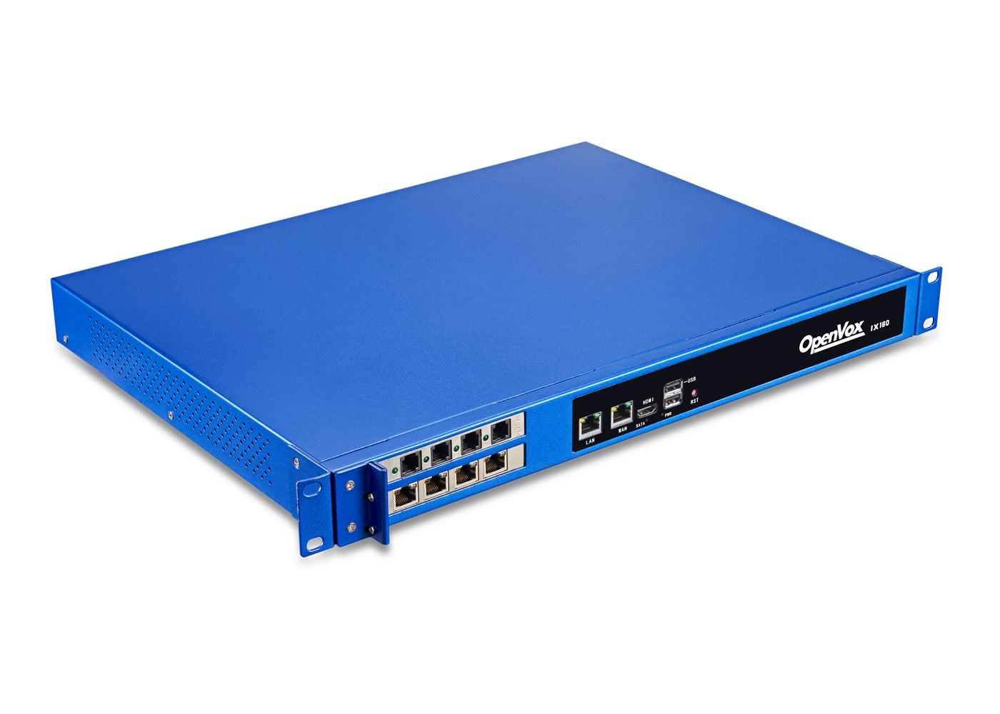 OpenVox IX160
USB
HDMI
RST
PWR
SATA
WAN
LAN